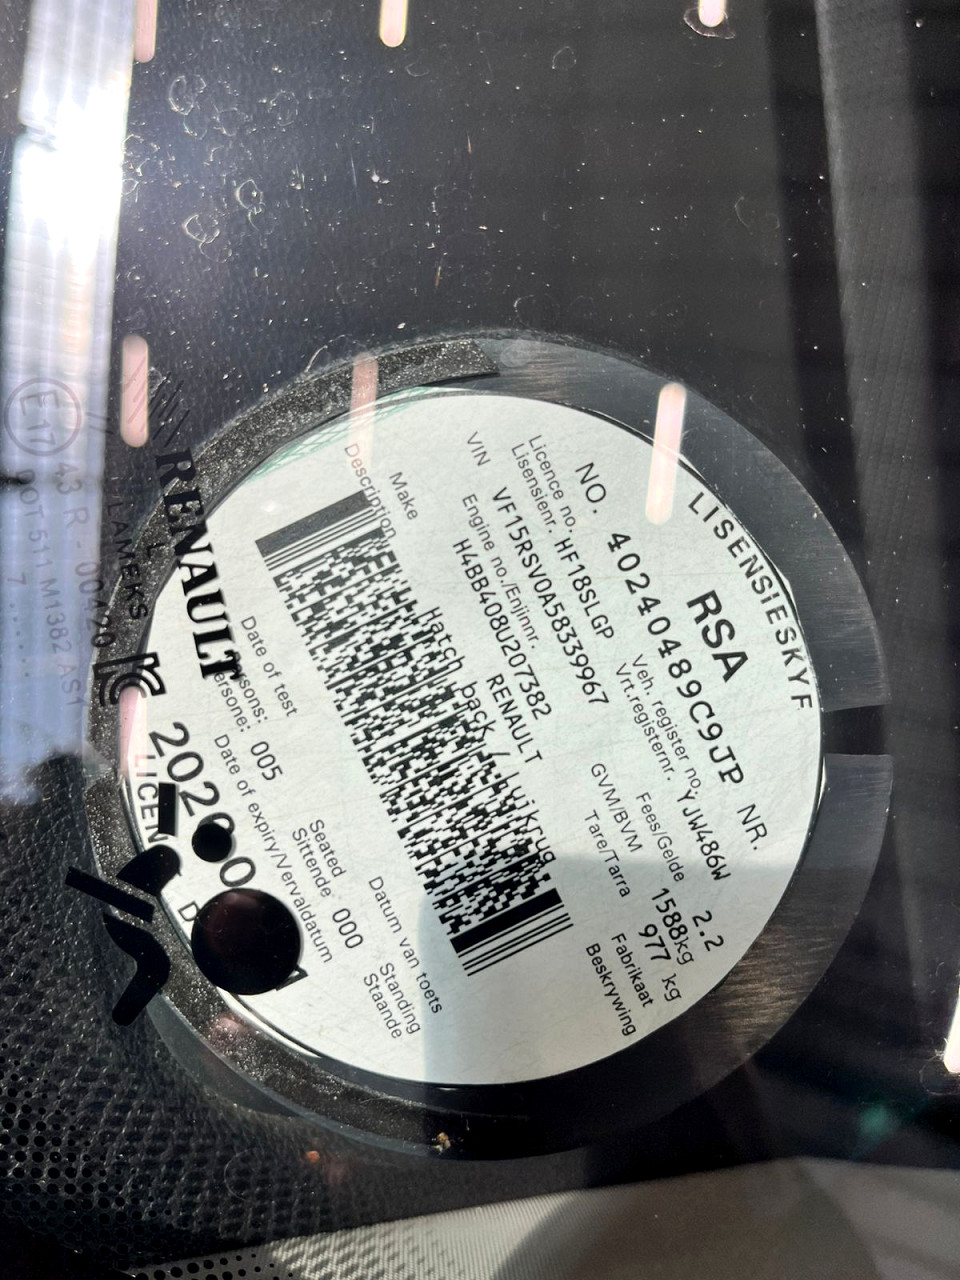 LISENSIESKYF
RSA
NO. 40240489C9JP NR.
Licence no.
Lisensienr. HF18SLGP
Veh. register no.
Vrt.registernr. YJW486W
VIN VF15RSV0A58339967
Fees/Gelde 2.2
Engine no./Enjinnr.
H4BB408U207382
GVM/BVM 1588kg
Tare/Tarra 977 kg
Make RENAULT Fabrikaat
Description Hatch back / Luikrug Beskrywing
Date of test Datum van toets
Persons: 005
Persone:
Seated
Sittende 000
Standing
Staande
Date of expiry/Vervaldatum
RENAULT
LAMEKS
E17
43 R - 00420
DOT 511 M1382 AS1
7